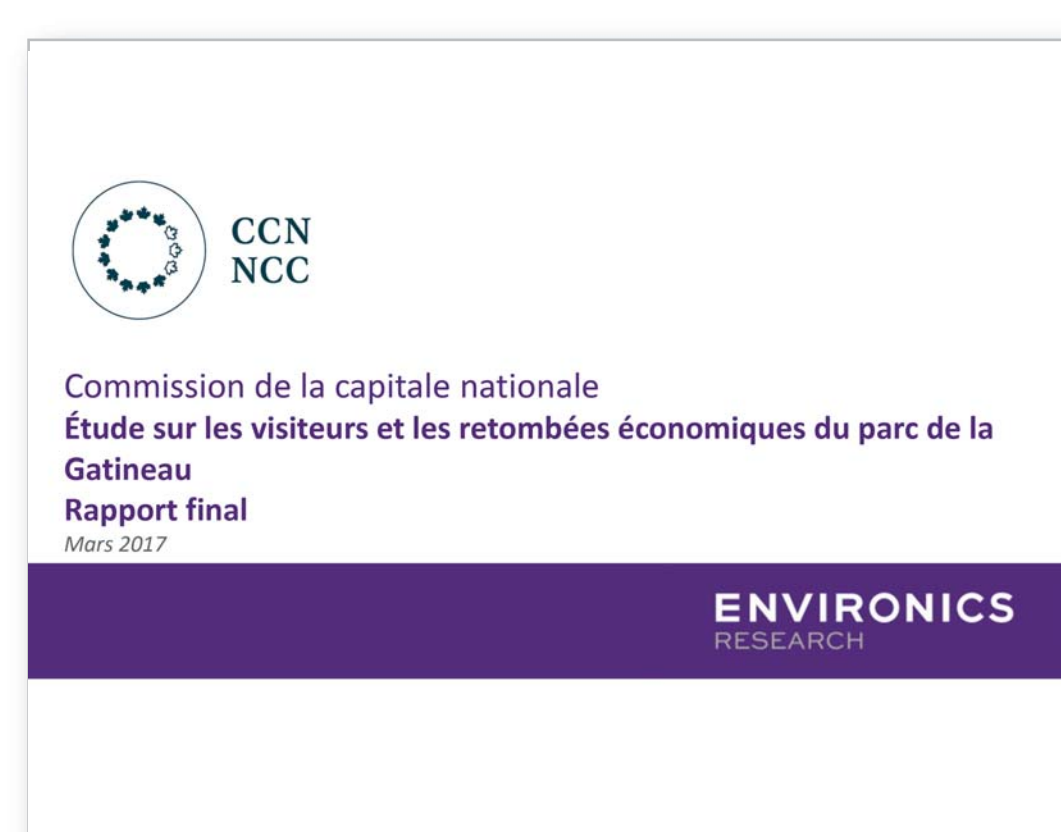 CCN
NCC
Commission de la capitale nationale
Étude sur les visiteurs et les retombées économiques du parc de la
Gatineau
Rapport final
Mars 2017
ENVIRONICS
RESEARCH